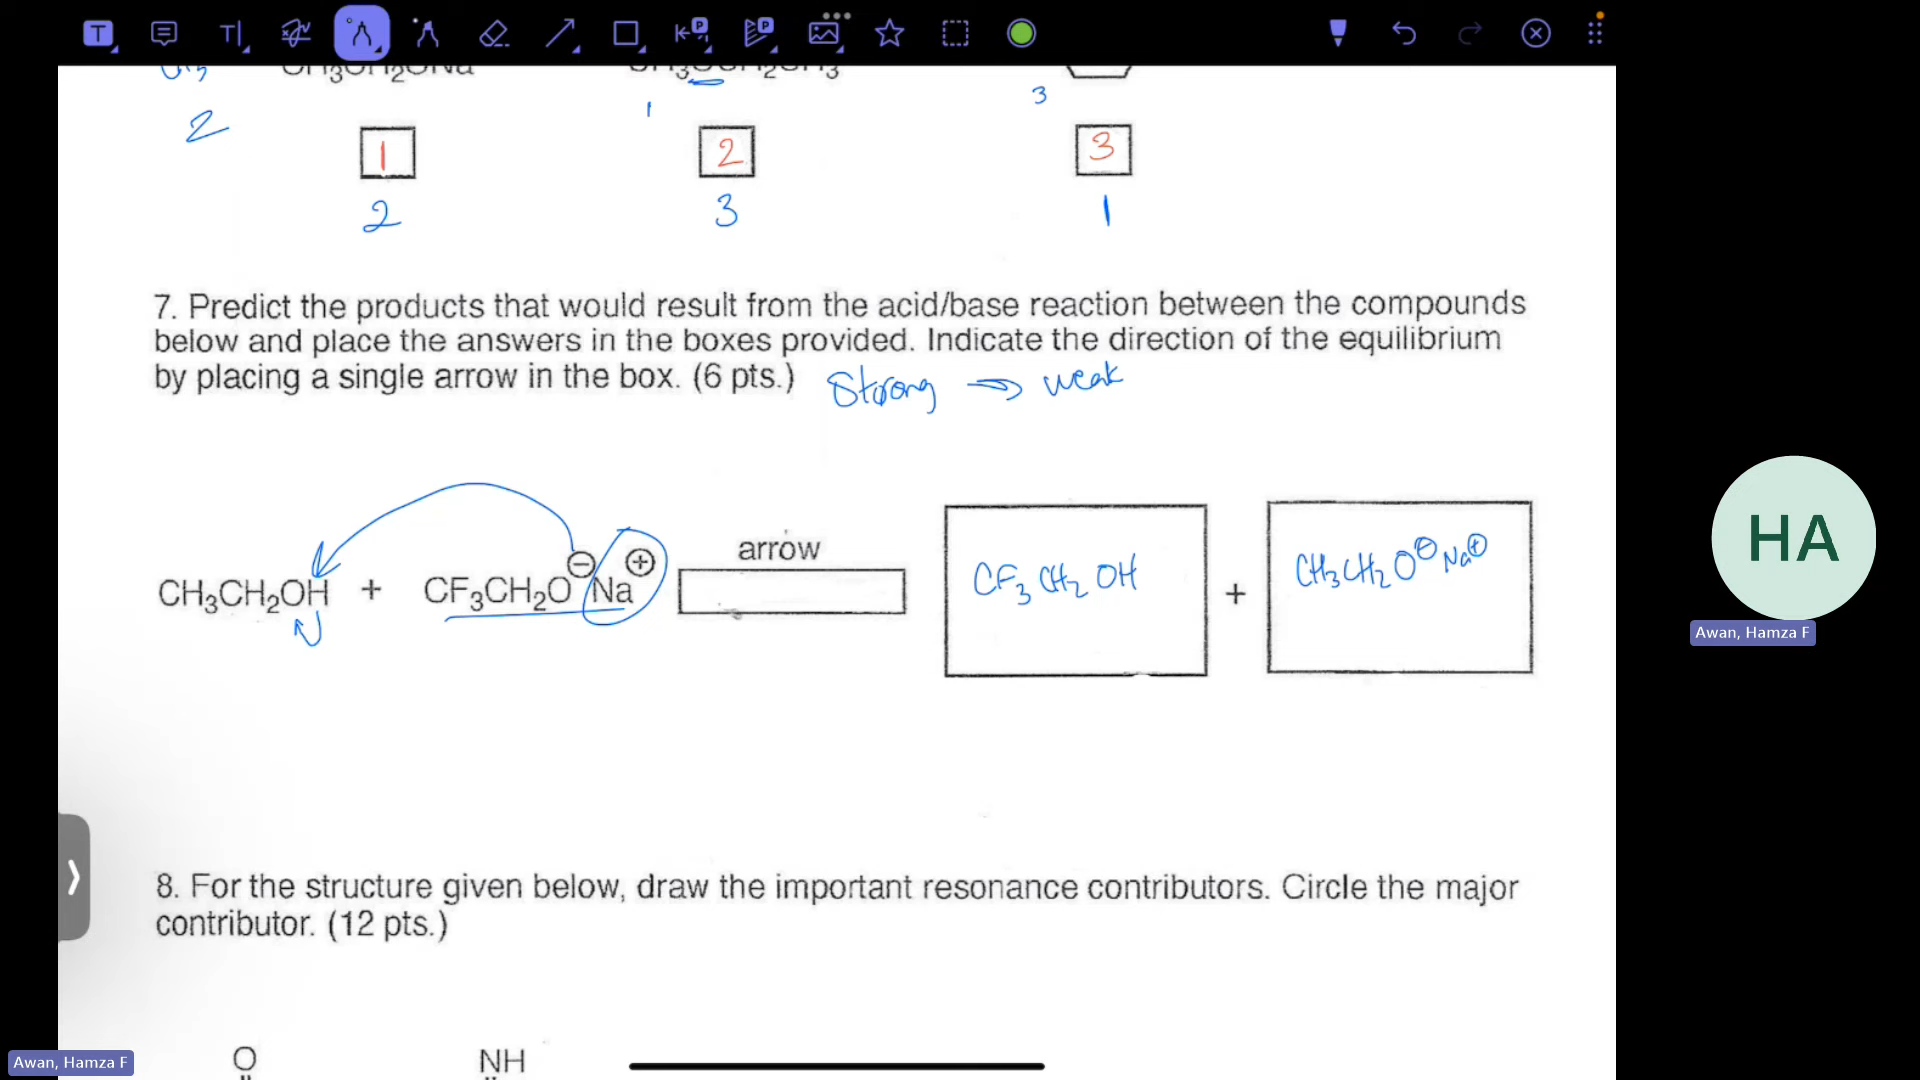 CH3CH2ONa
2
1
3
1
2
3
2
3
1
7. Predict the products that would result from the acid/base reaction between the compounds
below and place the answers in the boxes provided. Indicate the direction of the equilibrium
by placing a single arrow in the box. (6 pts.) Strong → weak
arrow
CH₃CH₂OH + CF₃CH₂O⊖Na⊕ CF₃CH₂OH + CH₃CH₂O⊖Na⊕
8. For the structure given below, draw the important resonance contributors. Circle the major
contributor. (12 pts.)
O NH
HA
Awan, Hamza F
Awan, Hamza F